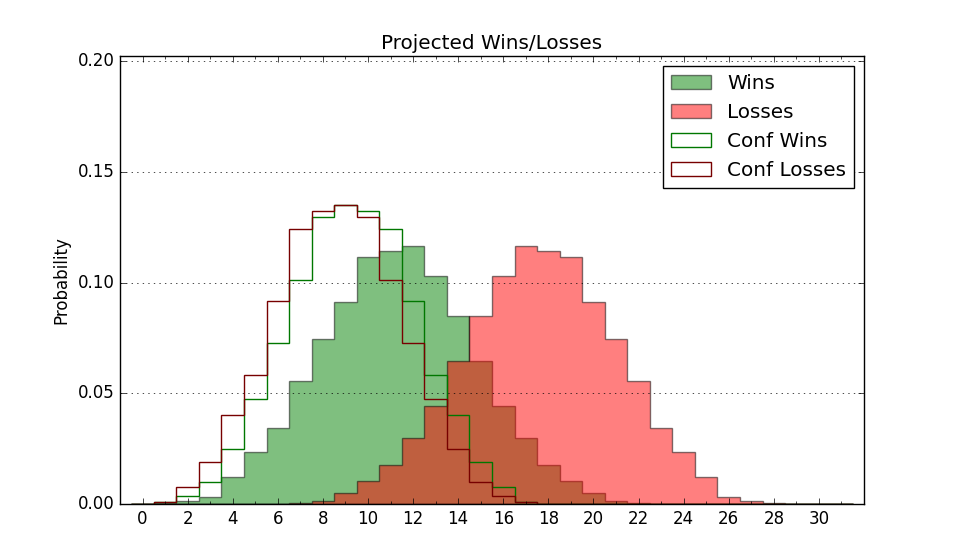 Projected Wins/Losses
0.20
0.15
0.10
0.05
0.00
Probability
Wins
Losses
Conf Wins
Conf Losses
0 2 4 6 8 10 12 14 16 18 20 22 24 26 28 30